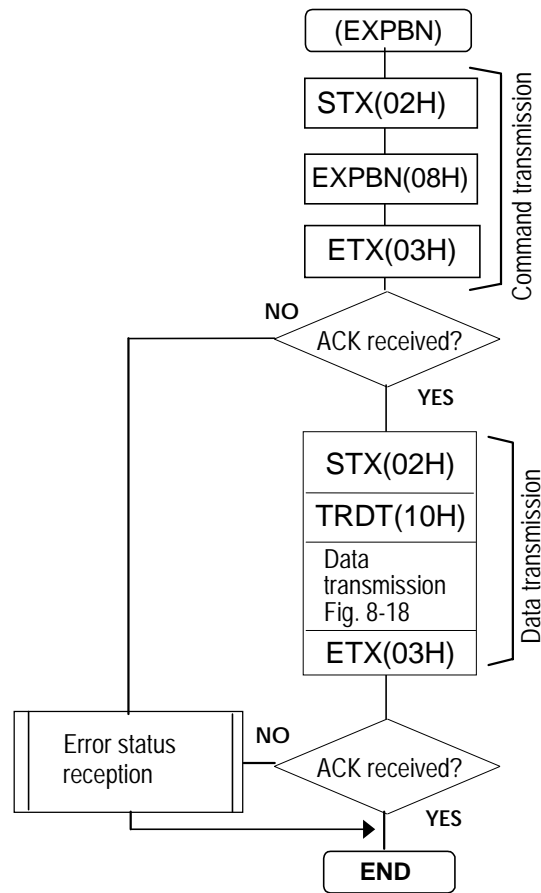 (EXPBN)
STX(02H)
EXPBN(08H)
ETX(03H)
Command transmission
NO
ACK received?
YES
STX(02H)
TRDT(10H)
Data
transmission
Fig. 8-18
ETX(03H)
Data transmission
Error status
reception
NO
ACK received?
YES
END